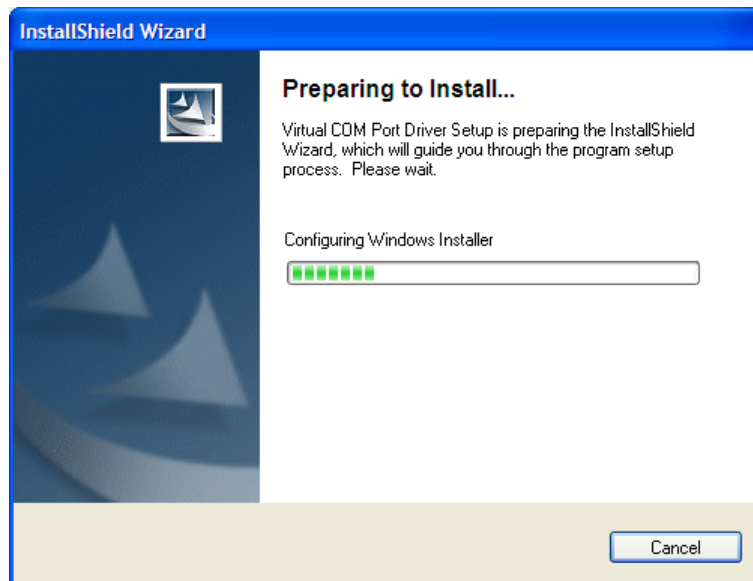 InstallShield Wizard
Preparing to Install...
Virtual COM Port Driver Setup is preparing the InstallShield
Wizard, which will guide you through the program setup
process.  Please wait.
Configuring Windows Installer
Cancel